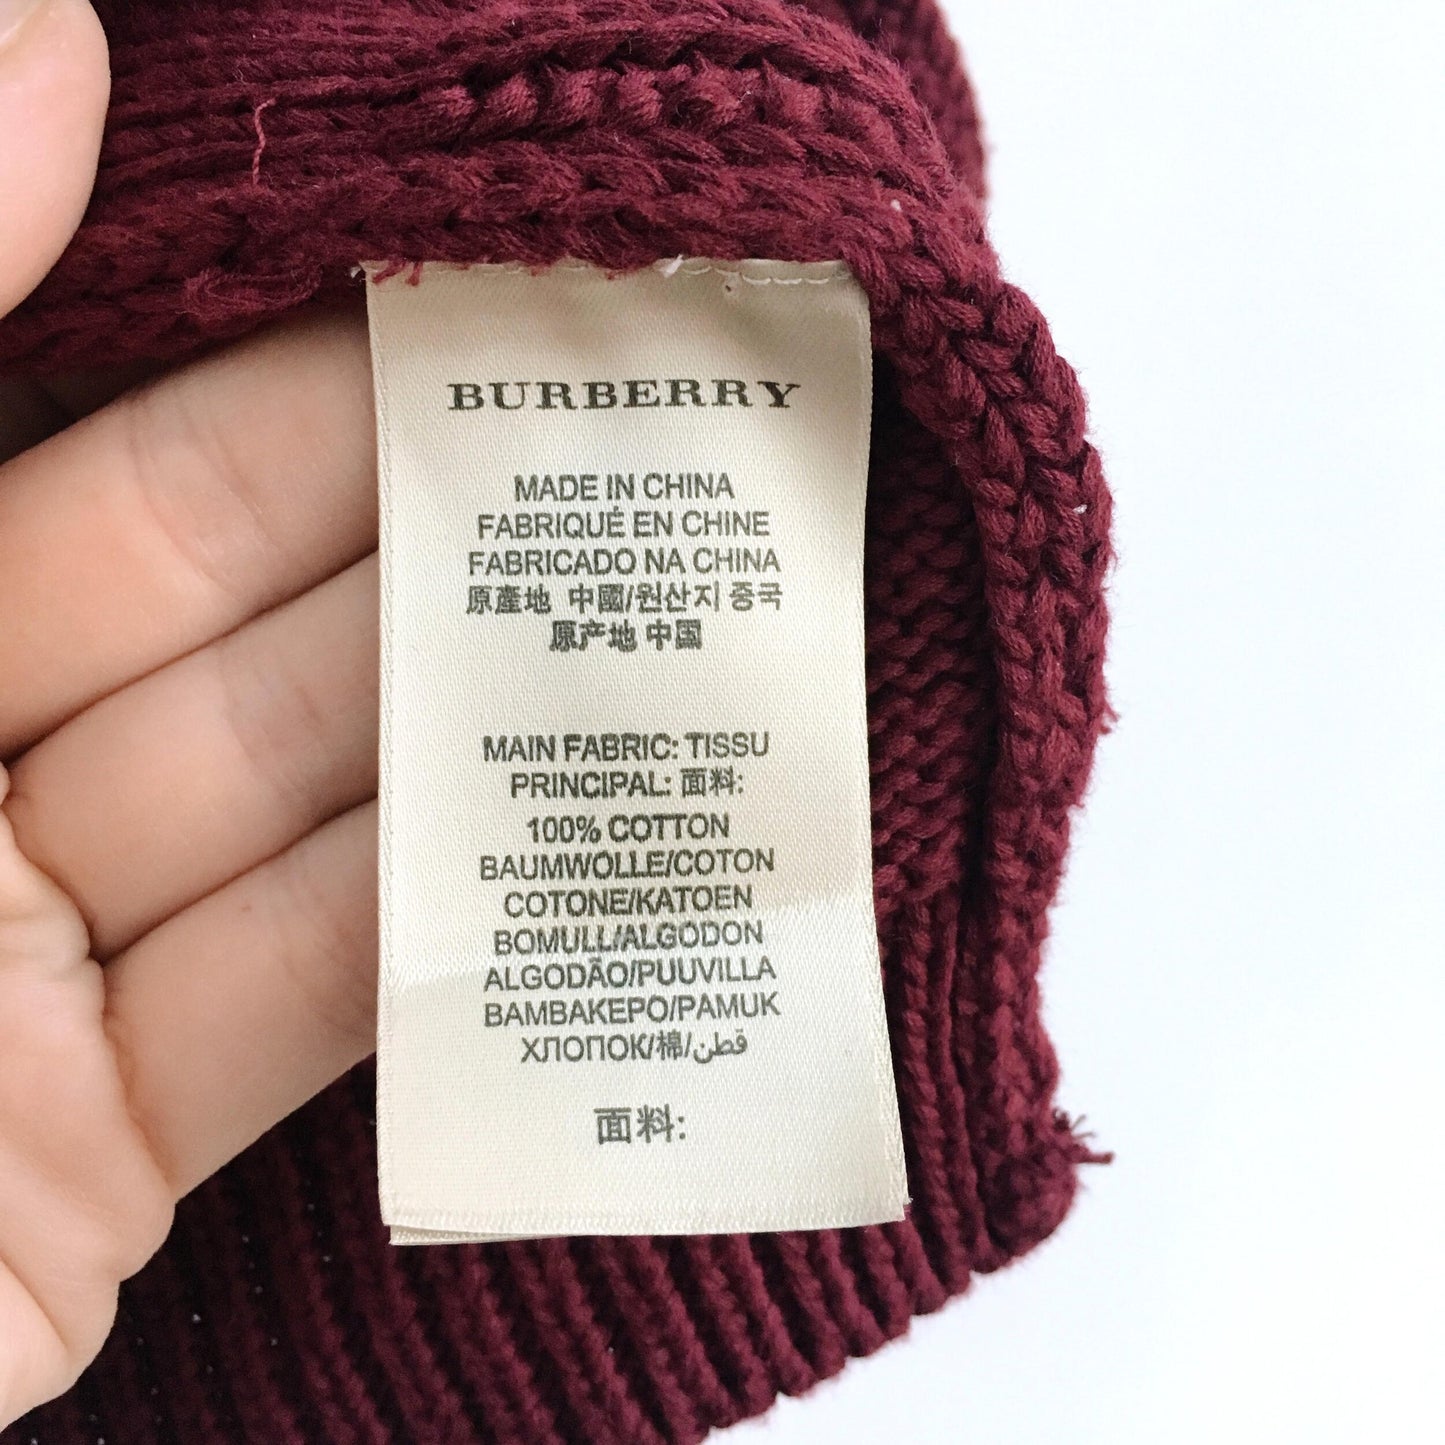 BURBERRY
MADE IN CHINA
FABRIQUÉ EN CHINE
FABRICADO NA CHINA
原產地 中國/원산지 중국
原产地 中国
MAIN FABRIC: TISSU
PRINCIPAL: 面料:
100% COTTON
BAUMWOLLE/COTON
COTONE/KATOEN
BOMULL/ALGODON
ALGODÃO/PUUVILLA
BAMBAKEPO/PAMUK
ХЛОПОК/棉/قطن
面料: